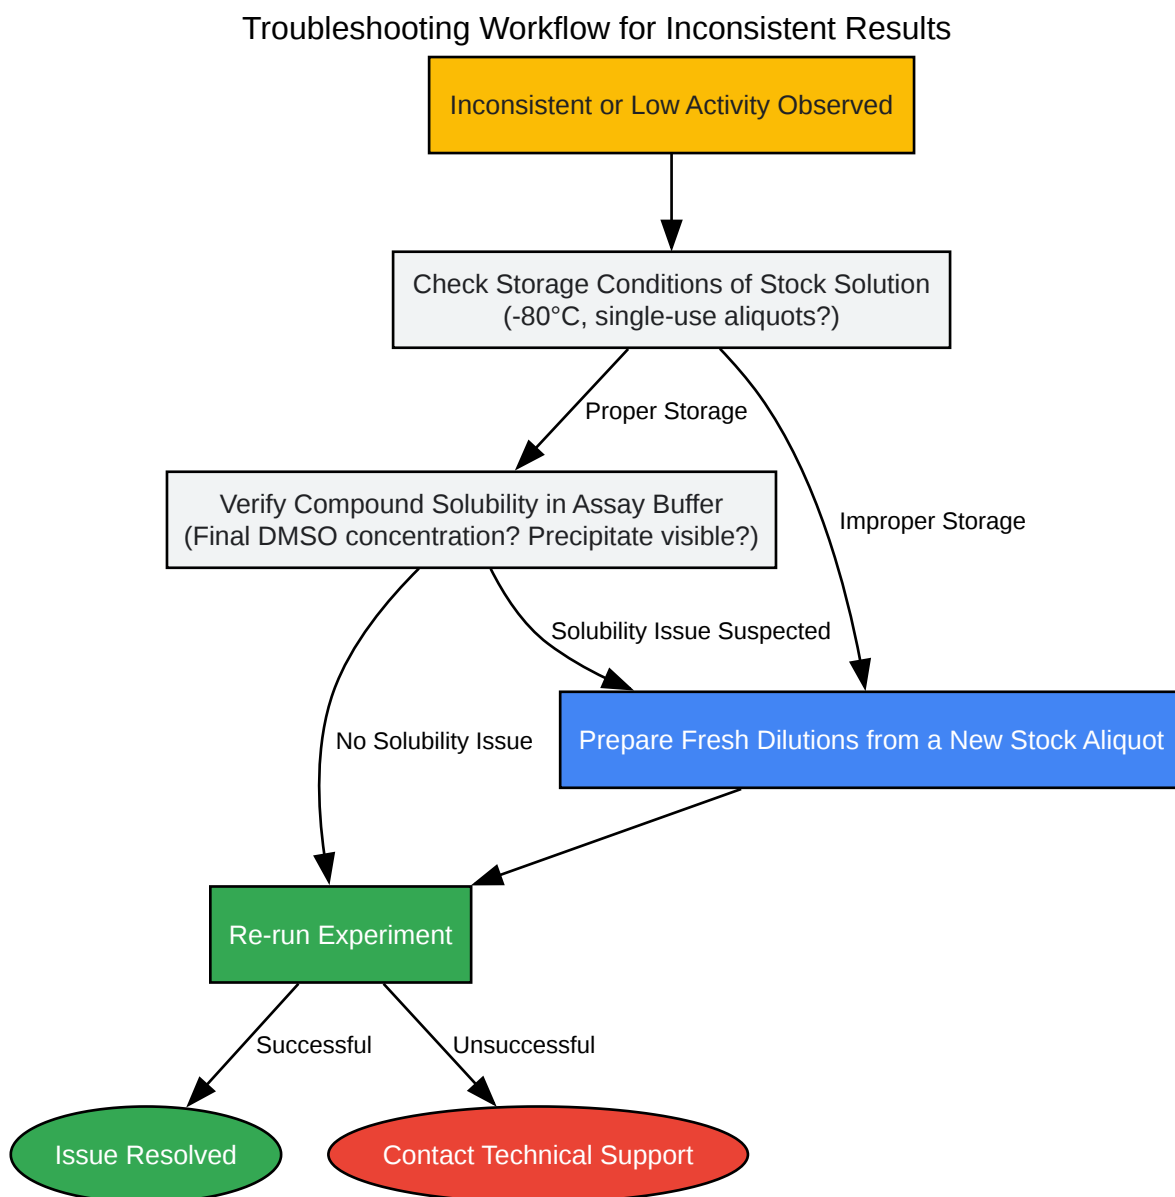 Troubleshooting Workflow for Inconsistent Results
Inconsistent or Low Activity Observed
Check Storage Conditions of Stock Solution
(-80°C, single-use aliquots?)
Proper Storage
Verify Compound Solubility in Assay Buffer
(Final DMSO concentration? Precipitate visible?)
Improper Storage
Solubility Issue Suspected
No Solubility Issue
Prepare Fresh Dilutions from a New Stock Aliquot
Re-run Experiment
Successful
Unsuccessful
Issue Resolved
Contact Technical Support